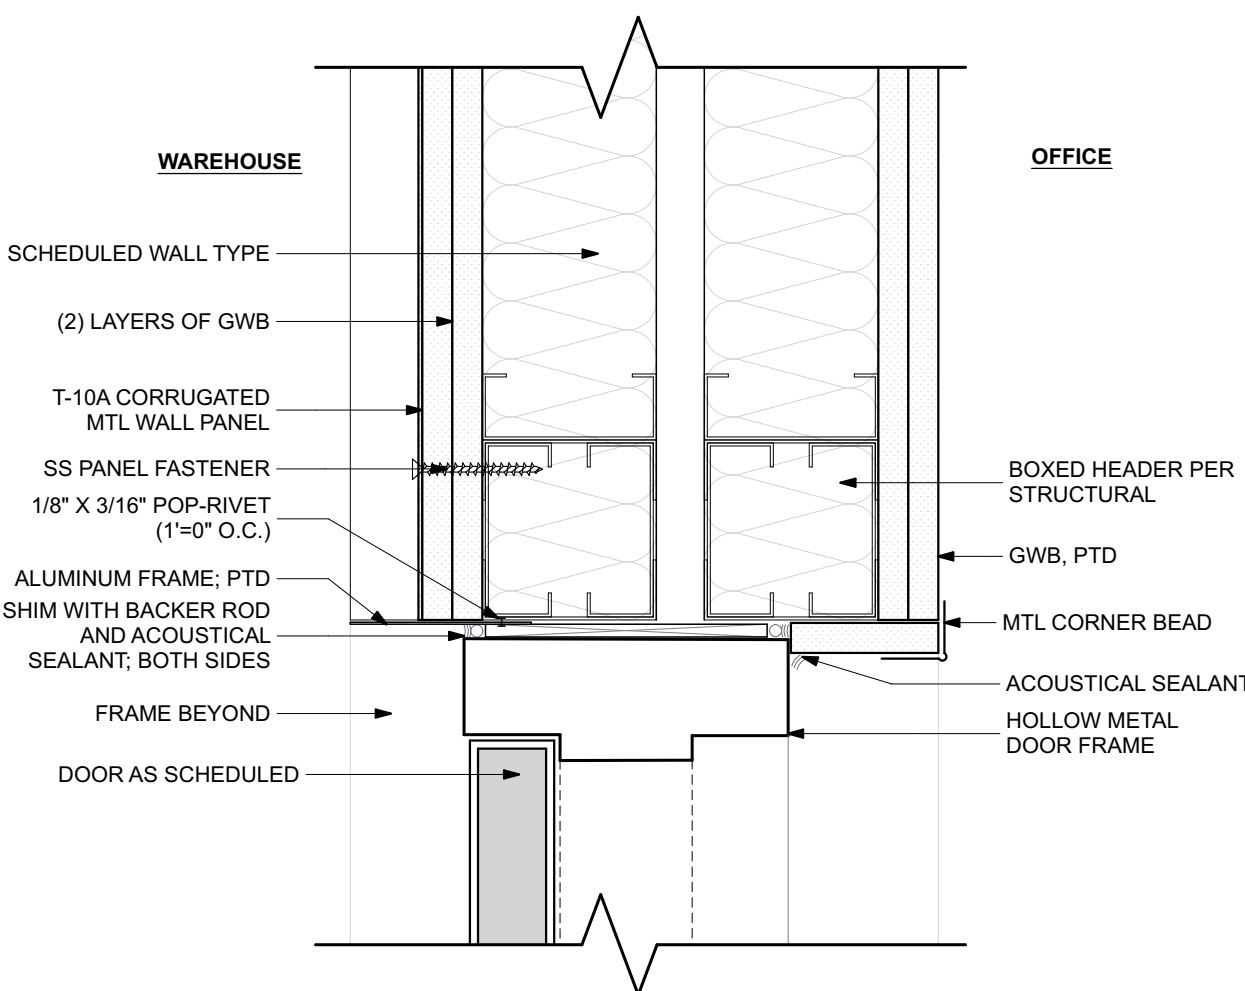 WAREHOUSE
OFFICE
SCHEDULED WALL TYPE
(2) LAYERS OF GWB
T-10A CORRUGATED
MTL WALL PANEL
SS PANEL FASTENER
1/8" X 3/16" POP-RIVET
(1'=0" O.C.)
ALUMINUM FRAME; PTD
SHIM WITH BACKER ROD
AND ACOUSTICAL
SEALANT; BOTH SIDES
FRAME BEYOND
DOOR AS SCHEDULED
BOXED HEADER PER
STRUCTURAL
GWB, PTD
MTL CORNER BEAD
ACOUSTICAL SEALANT
HOLLOW METAL
DOOR FRAME